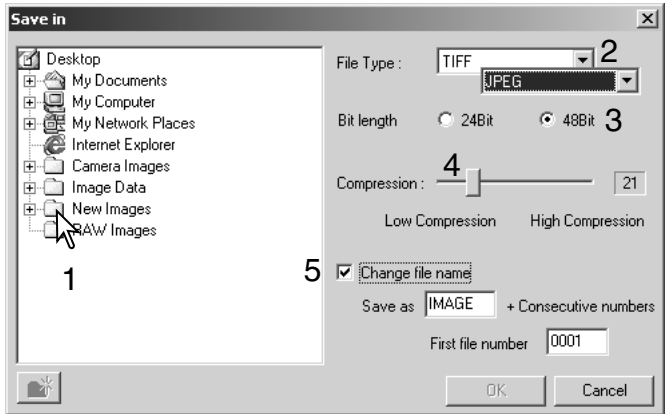 Save in
Desktop
My Documents
My Computer
My Network Places
Internet Explorer
Camera Images
Image Data
New Images
RAW Images
1
File Type :
TIFF
2
JPEG
Bit length
24Bit
48Bit
3
4
Compression :
21
Low Compression
High Compression
5
Change file name
Save as
IMAGE
+ Consecutive numbers
First file number
0001
OK
Cancel